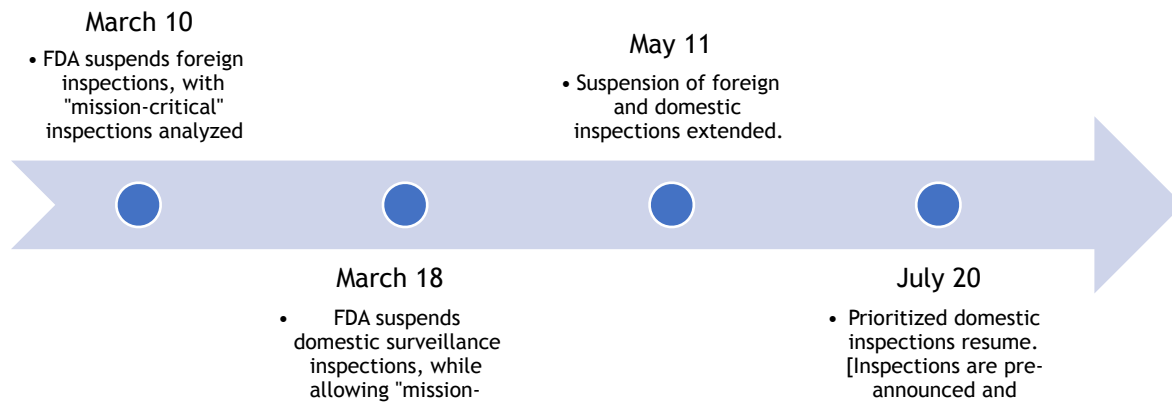 March 10
• FDA suspends foreign
inspections, with
"mission-critical"
inspections analyzed
March 18
• FDA suspends
domestic surveillance
inspections, while
allowing "mission-
May 11
• Suspension of foreign
and domestic
inspections extended.
July 20
• Prioritized domestic
inspections resume.
[Inspections are pre-
announced and